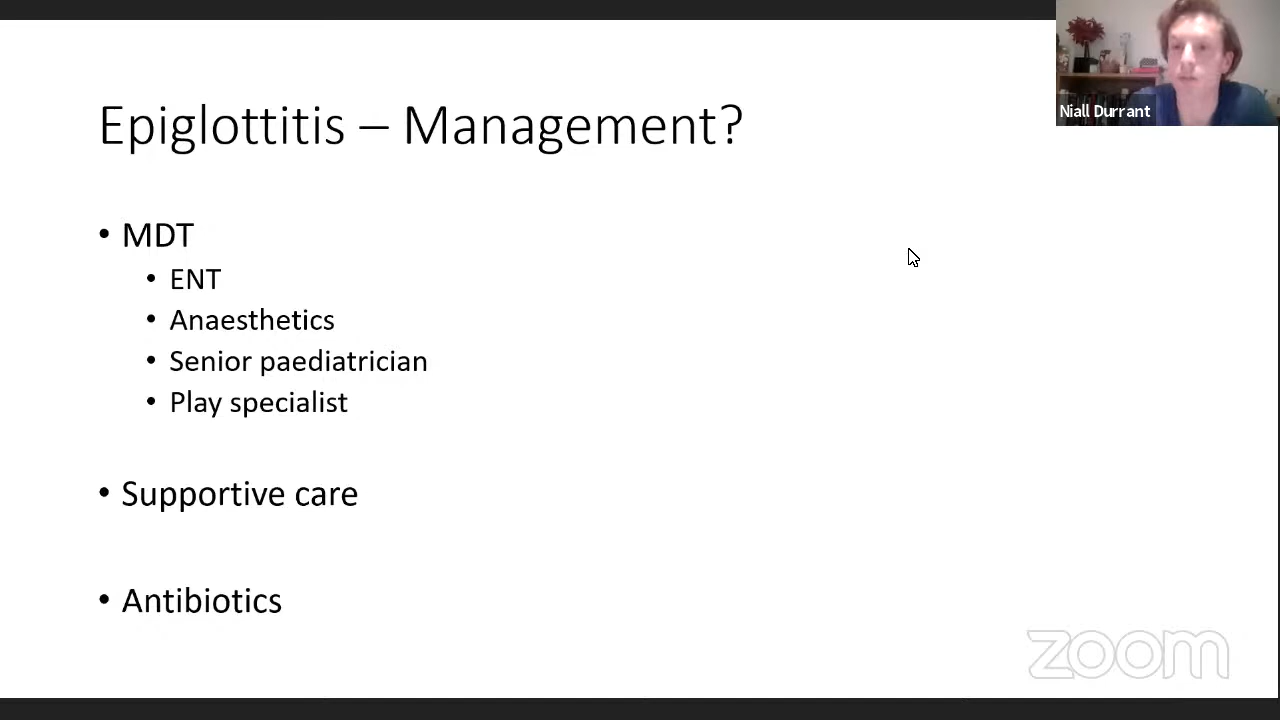 Niall Durrant
Epiglottitis – Management?
• MDT
• ENT
• Anaesthetics
• Senior paediatrician
• Play specialist
• Supportive care
• Antibiotics
zoom